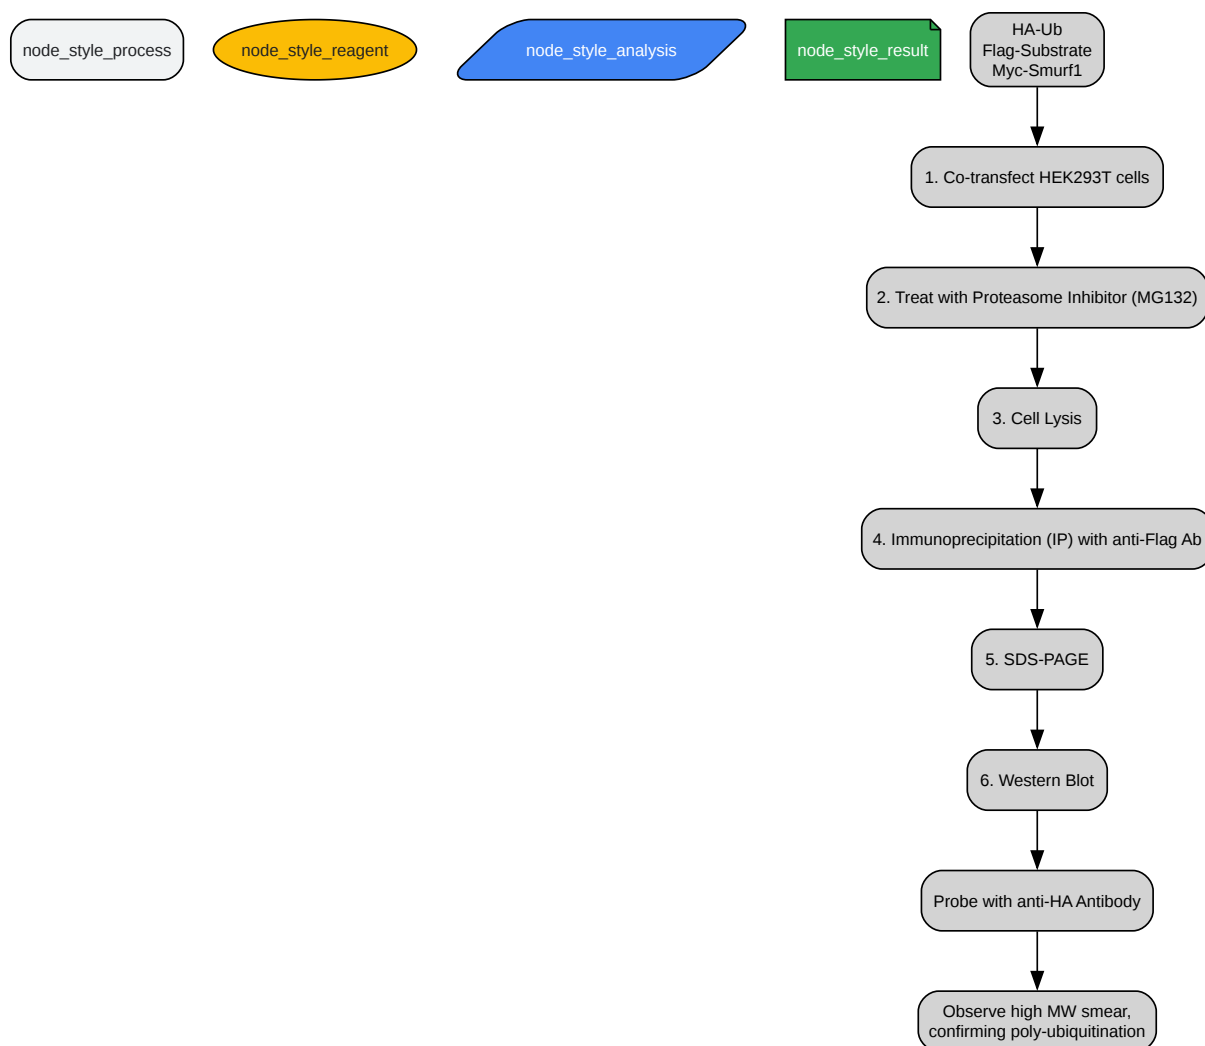 node_style_process
node_style_reagent
node_style_analysis
node_style_result
HA-Ub
Flag-Substrate
Myc-Smurf1
1. Co-transfect HEK293T cells
2. Treat with Proteasome Inhibitor (MG132)
3. Cell Lysis
4. Immunoprecipitation (IP) with anti-Flag Ab
5. SDS-PAGE
6. Western Blot
Probe with anti-HA Antibody
Observe high MW smear,
confirming poly-ubiquitination